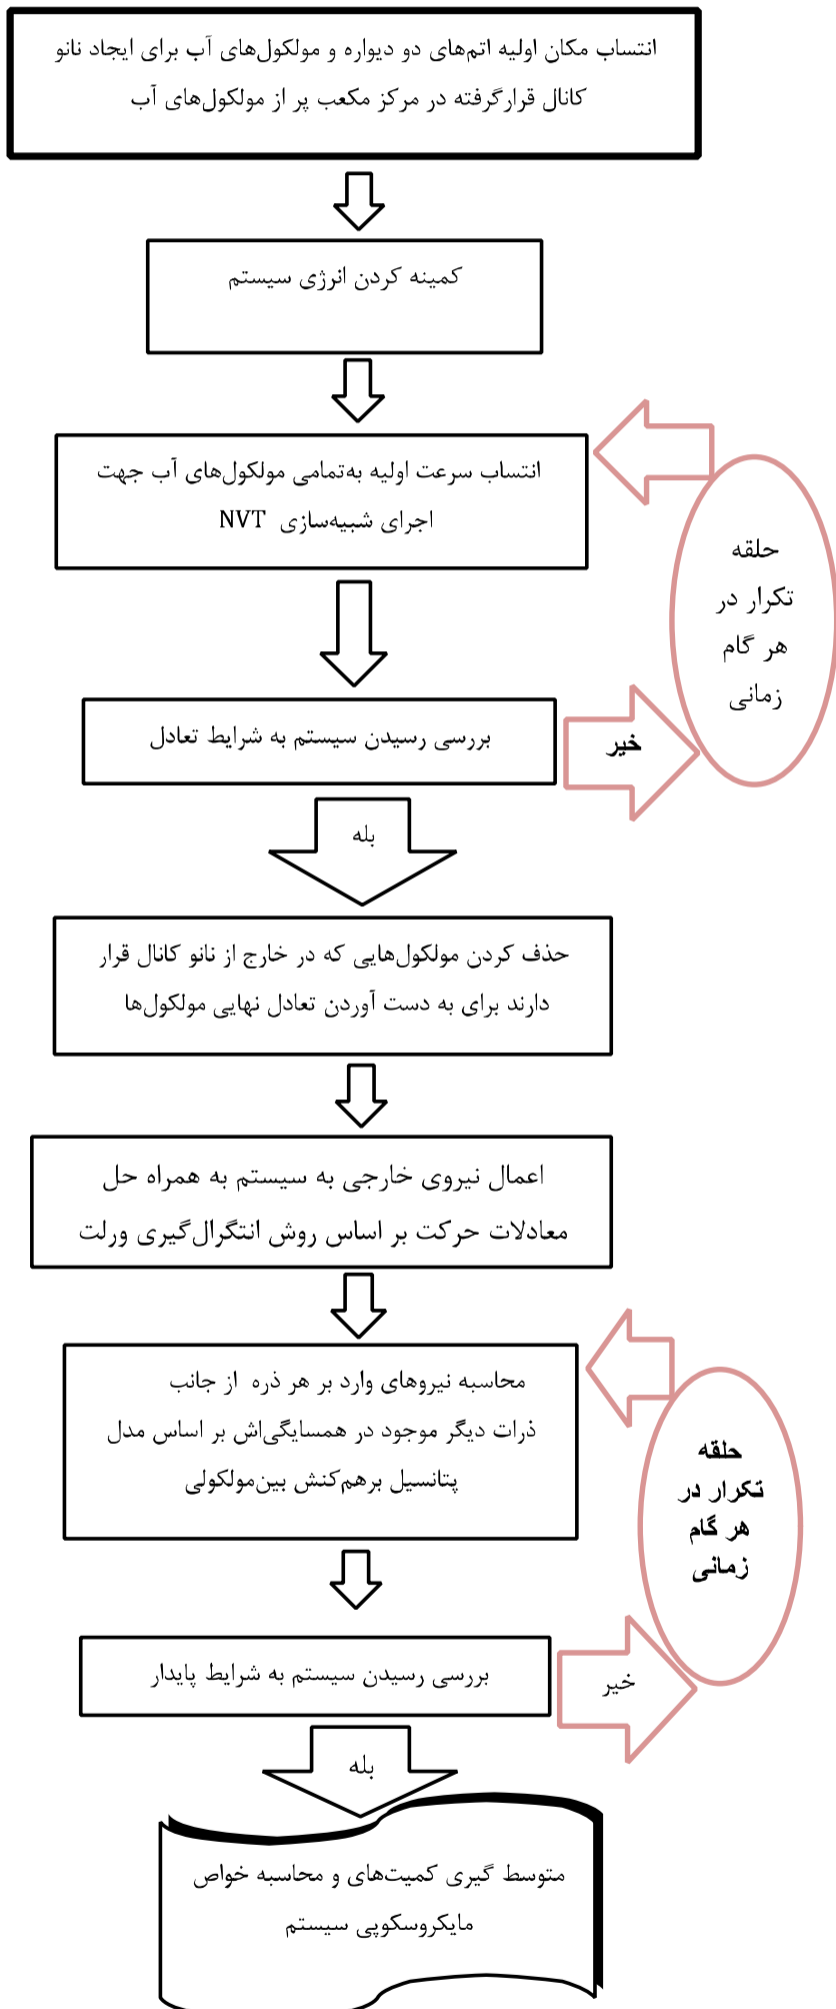 انتساب مکان اولیه اتم‌های دو دیواره و مولکول‌های آب برای ایجاد نانو
کانال قرارگرفته در مرکز مکعب پر از مولکول‌های آب
کمینه کردن انرژی سیستم
انتساب سرعت اولیه به‌تمامی مولکول‌های آب جهت
اجرای شبیه‌سازی NVT
حلقه
تکرار در
هر گام
زمانی
بررسی رسیدن سیستم به شرایط تعادل
خیر
بله
حذف کردن مولکول‌هایی که در خارج از نانو کانال قرار
دارند برای به دست آوردن تعادل نهایی مولکول‌ها
اعمال نیروی خارجی به سیستم به همراه حل
معادلات حرکت بر اساس روش انتگرال‌گیری ورلت
محاسبه نیروهای وارد بر هر ذره از جانب
ذرات دیگر موجود در همسایگی‌اش بر اساس مدل
پتانسیل برهم‌کنش بین‌مولکولی
حلقه
تکرار در
هر گام
زمانی
بررسی رسیدن سیستم به شرایط پایدار
خیر
بله
متوسط گیری کمیت‌های و محاسبه خواص
مایکروسکوپی سیستم